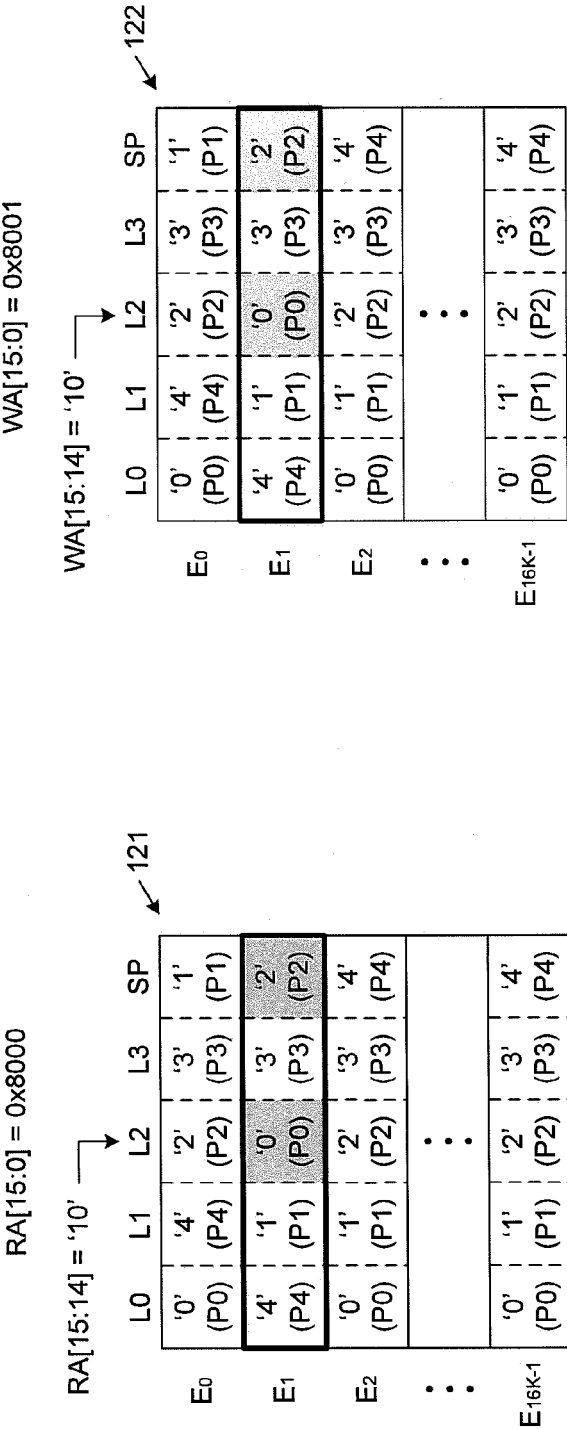 RA[15:0] = 0x8000
RA[15:14] = '10'
121
L0 L1 L2 L3 SP
E0 '0' '4' '2' '3' '1'
(P0) (P4) (P2) (P3) (P1)
E1 '4' '1' '0' '3' '2'
(P4) (P1) (P0) (P3) (P2)
E2 '0' '1' '2' '3' '4'
(P0) (P1) (P2) (P3) (P4)
E16K-1 '0' '1' '2' '3' '4'
(P0) (P1) (P2) (P3) (P4)
WA[15:0] = 0x8001
WA[15:14] = '10'
122
L0 L1 L2 L3 SP
E0 '0' '4' '2' '3' '1'
(P0) (P4) (P2) (P3) (P1)
E1 '4' '1' '0' '3' '2'
(P4) (P1) (P0) (P3) (P2)
E2 '0' '1' '2' '3' '4'
(P0) (P1) (P2) (P3) (P4)
E16K-1 '0' '1' '2' '3' '4'
(P0) (P1) (P2) (P3) (P4)